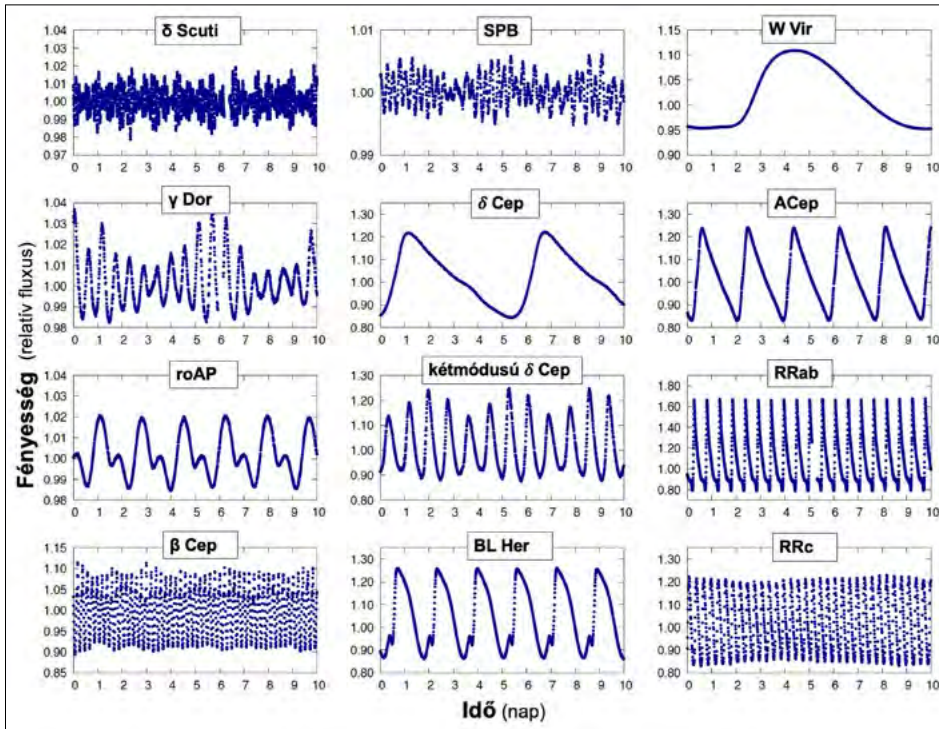 δ Scuti
1.04
1.03
1.02
1.01
1.00
0.99
0.98
0.97
0 1 2 3 4 5 6 7 8 9 10
SPB
1.01
1.00
0.99
0 1 2 3 4 5 6 7 8 9 10
W Vir
1.15
1.10
1.05
1.00
0.95
0.90
0 1 2 3 4 5 6 7 8 9 10
γ Dor
1.04
1.03
1.02
1.01
1.00
0.99
0.98
0 1 2 3 4 5 6 7 8 9 10
δ Cep
1.30
1.20
1.10
1.00
0.90
0.80
0 1 2 3 4 5 6 7 8 9 10
ACep
1.30
1.20
1.10
1.00
0.90
0.80
0 1 2 3 4 5 6 7 8 9 10
Fényesség (relatív fluxus)
roAP
1.04
1.03
1.02
1.01
1.00
0.99
0.98
0 1 2 3 4 5 6 7 8 9 10
kétmódusú δ Cep
1.30
1.20
1.10
1.00
0.90
0.80
0 1 2 3 4 5 6 7 8 9 10
RRab
1.80
1.60
1.40
1.20
1.00
0.80
0 1 2 3 4 5 6 7 8 9 10
β Cep
1.15
1.10
1.05
1.00
0.95
0.90
0.85
0 1 2 3 4 5 6 7 8 9 10
BL Her
1.30
1.20
1.10
1.00
0.90
0.80
0 1 2 3 4 5 6 7 8 9 10
RRc
1.30
1.20
1.10
1.00
0.90
0.80
0 1 2 3 4 5 6 7 8 9 10
Idő (nap)